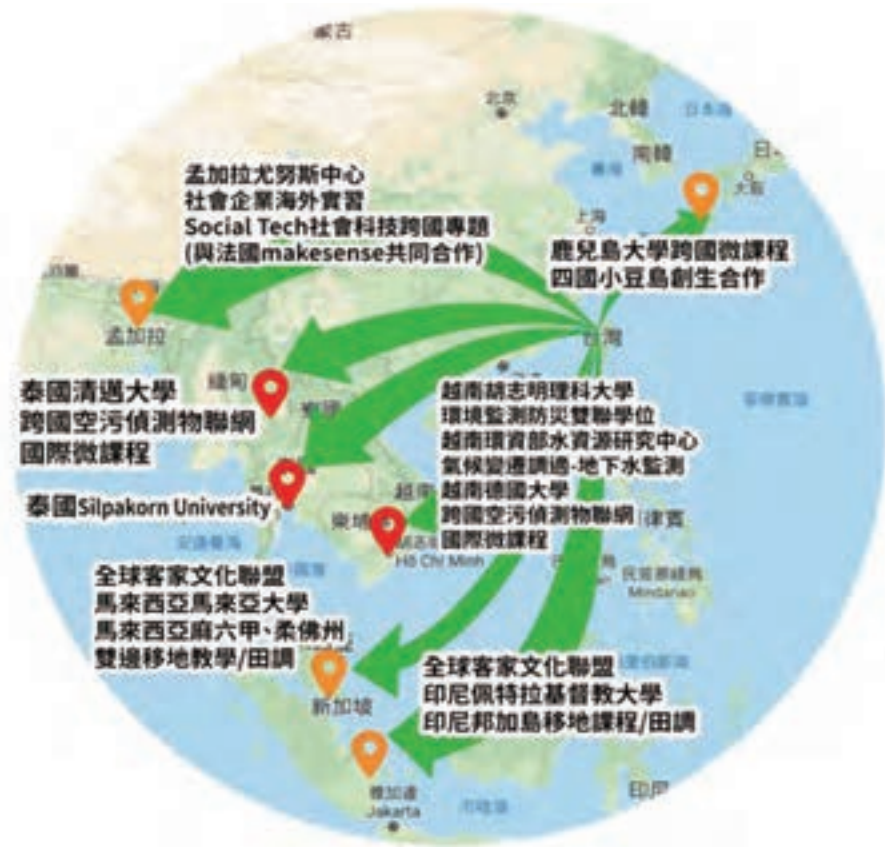 蒙古
北京
北韓
日本海
南韓
日本
大阪
上海
孟加拉尤努斯中心
社會企業海外實習
Social Tech社會科技跨國專題
(與法國makesense共同合作)
鹿兒島大學跨國微課程
四國小豆島創生合作
孟加拉
台灣
緬甸
泰國清邁大學
跨國空污偵測物聯網
國際微課程
泰國Silpakorn University
越南胡志明理科大學
環境監測防災雙聯學位
越南環資部水資源研究中心
氣候變遷調適-地下水監測
越南德國大學
跨國空污偵測物聯網
國際微課程
越南
柬埔
Hồ Chí Minh
律賓
Mindanao
全球客家文化聯盟
馬來西亞馬來亞大學
馬來西亞麻六甲、柔佛州
雙邊移地教學/田調
新加坡
全球客家文化聯盟
印尼佩特拉基督教大學
印尼邦加島移地課程/田調
雅加達
Jakarta
印尼